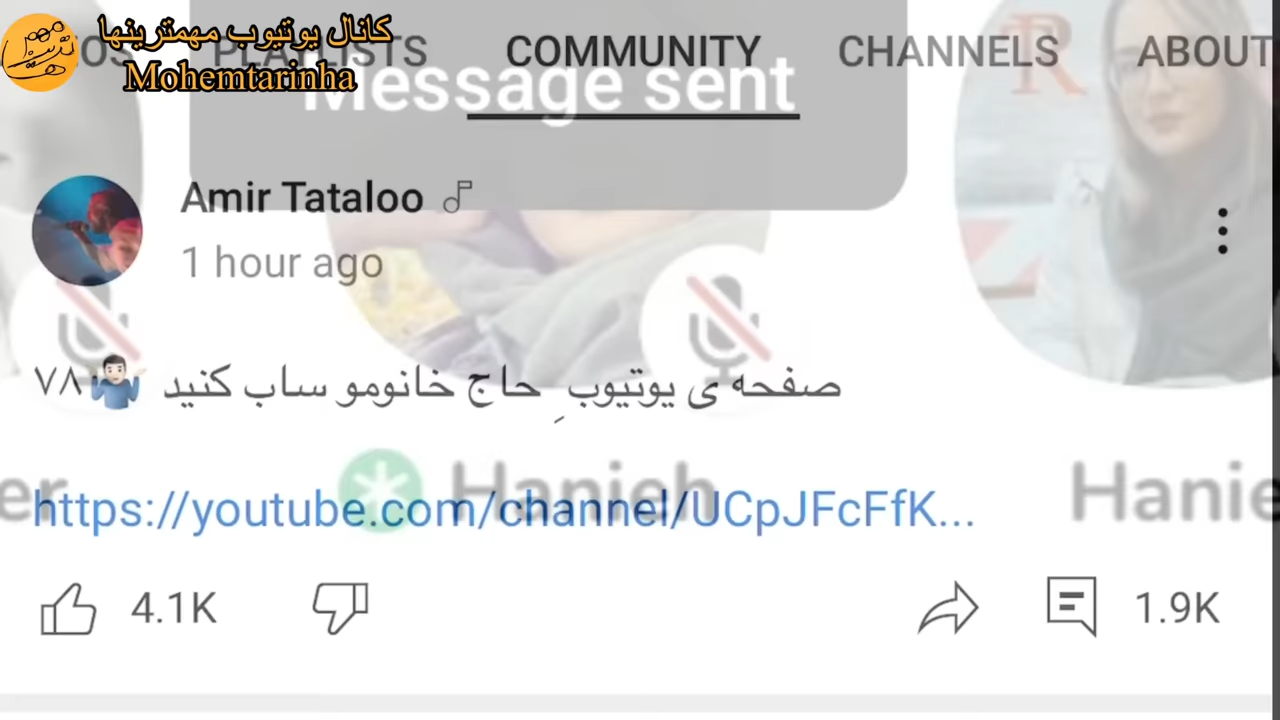 کانال یوتیوب مهمترینها
Mohemtarinha
PLAYLISTS COMMUNITY CHANNELS ABOUT
Message sent
Amir Tataloo
1 hour ago
صفحه ی یوتیوبِ حاج خانومو ساب کنید ۷۸
Hanieh
https://youtube.com/channel/UCpJFcFfK...
4.1K 1.9K